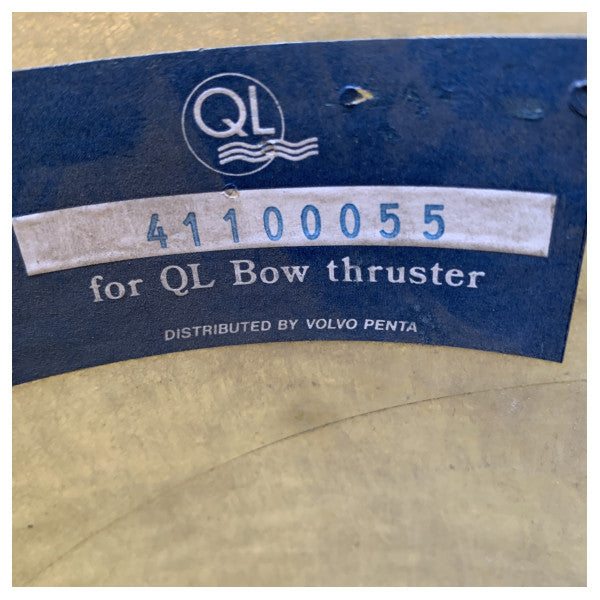 QL
41100055
for QL Bow thruster
DISTRIBUTED BY VOLVO PENTA